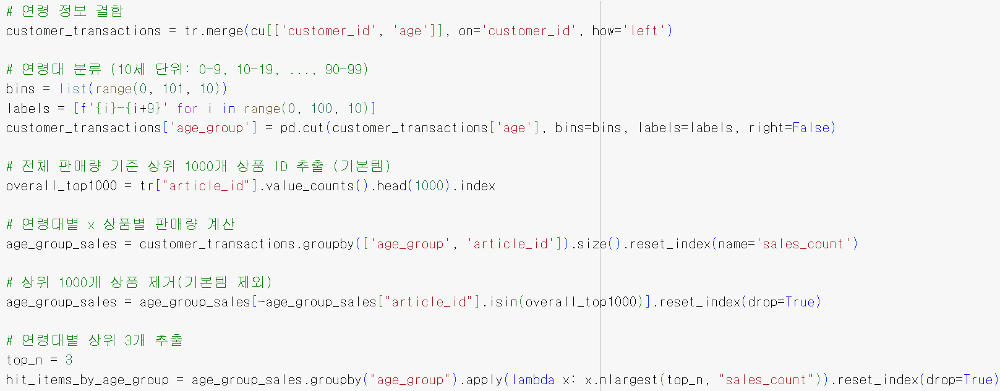 # 연령 정보 결합
customer_transactions = tr.merge(cu[['customer_id', 'age']], on='customer_id', how='left')
# 연령대 분류 (10세 단위: 0-9, 10-19, ..., 90-99)
bins = list(range(0, 101, 10))
labels = [f'{i}-{i+9}' for i in range(0, 100, 10)]
customer_transactions['age_group'] = pd.cut(customer_transactions['age'], bins=bins, labels=labels, right=False)
# 전체 판매량 기준 상위 1000개 상품 ID 추출 (기본템)
overall_top1000 = tr["article_id"].value_counts().head(1000).index
# 연령대별 x 상품별 판매량 계산
age_group_sales = customer_transactions.groupby(['age_group', 'article_id']).size().reset_index(name='sales_count')
# 상위 1000개 상품 제거(기본템 제외)
age_group_sales = age_group_sales[~age_group_sales["article_id"].isin(overall_top1000)].reset_index(drop=True)
# 연령대별 상위 3개 추출
top_n = 3
hit_items_by_age_group = age_group_sales.groupby("age_group").apply(lambda x: x.nlargest(top_n, "sales_count")).reset_index(drop=True)